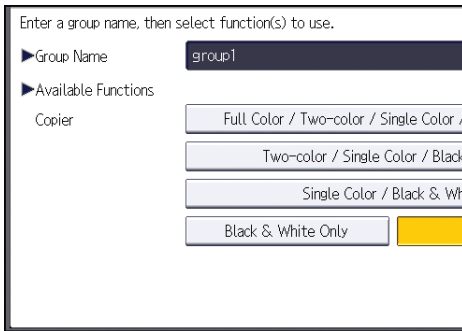 Enter a group name, then select function(s) to use.
▶Group Name
group1
▶Available Functions
Copier
Full Color / Two-color / Single Color /
Two-color / Single Color / Black
Single Color / Black & Wh
Black & White Only